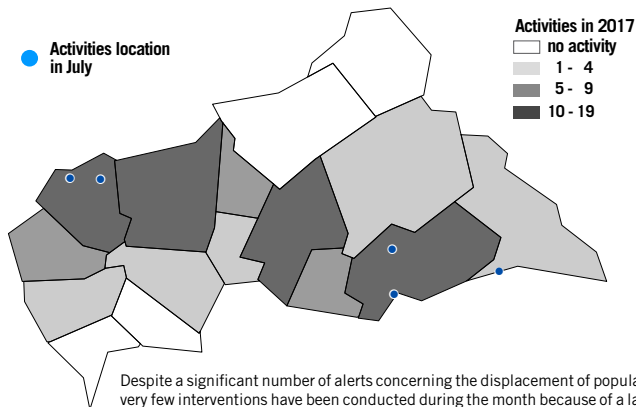 Activities location
in July
Activities in 2017
no activity
1 - 4
5 - 9
10 - 19
Despite a significant number of alerts concerning the displacement of popula
very few interventions have been conducted during the month because of a la